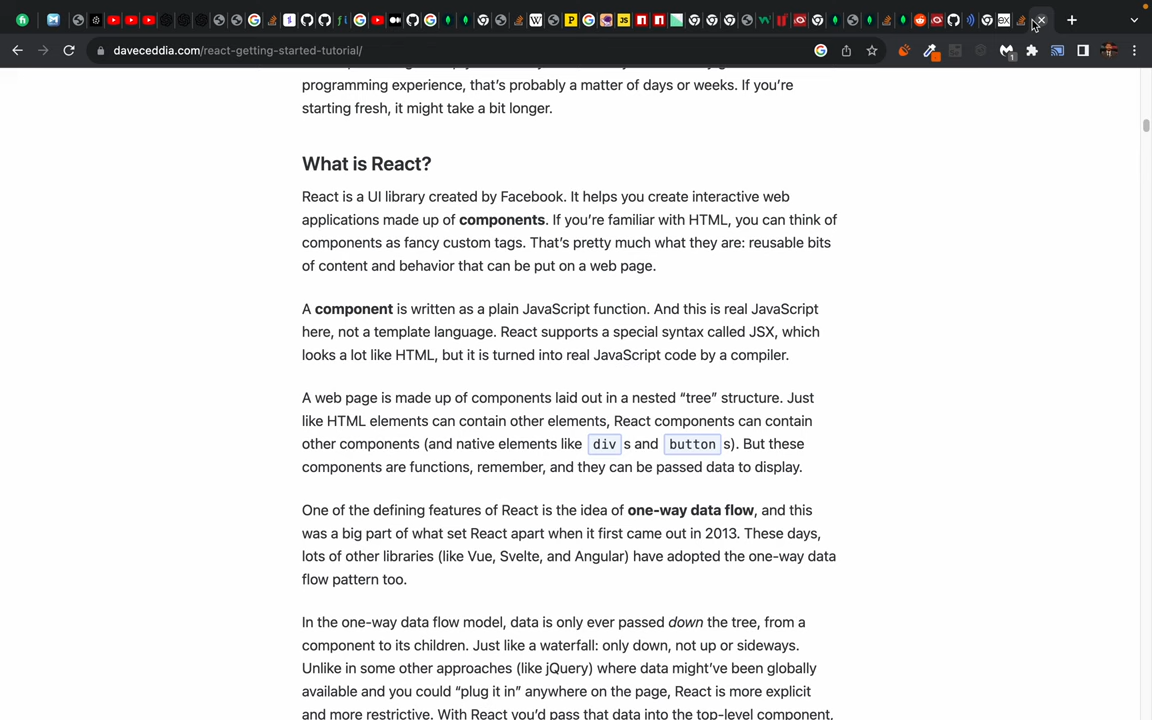 daveceddia.com/react-getting-started-tutorial/
programming experience, that’s probably a matter of days or weeks. If you’re
starting fresh, it might take a bit longer.
What is React?
React is a UI library created by Facebook. It helps you create interactive web
applications made up of components. If you’re familiar with HTML, you can think of
components as fancy custom tags. That’s pretty much what they are: reusable bits
of content and behavior that can be put on a web page.
A component is written as a plain JavaScript function. And this is real JavaScript
here, not a template language. React supports a special syntax called JSX, which
looks a lot like HTML, but it is turned into real JavaScript code by a compiler.
A web page is made up of components laid out in a nested “tree” structure. Just
like HTML elements can contain other elements, React components can contain
other components (and native elements like div s and button s). But these
components are functions, remember, and they can be passed data to display.
One of the defining features of React is the idea of one-way data flow, and this
was a big part of what set React apart when it first came out in 2013. These days,
lots of other libraries (like Vue, Svelte, and Angular) have adopted the one-way data
flow pattern too.
In the one-way data flow model, data is only ever passed down the tree, from a
component to its children. Just like a waterfall: only down, not up or sideways.
Unlike in some other approaches (like jQuery) where data might’ve been globally
available and you could “plug it in” anywhere on the page, React is more explicit
and more restrictive. With React you’d pass that data into the top-level component,